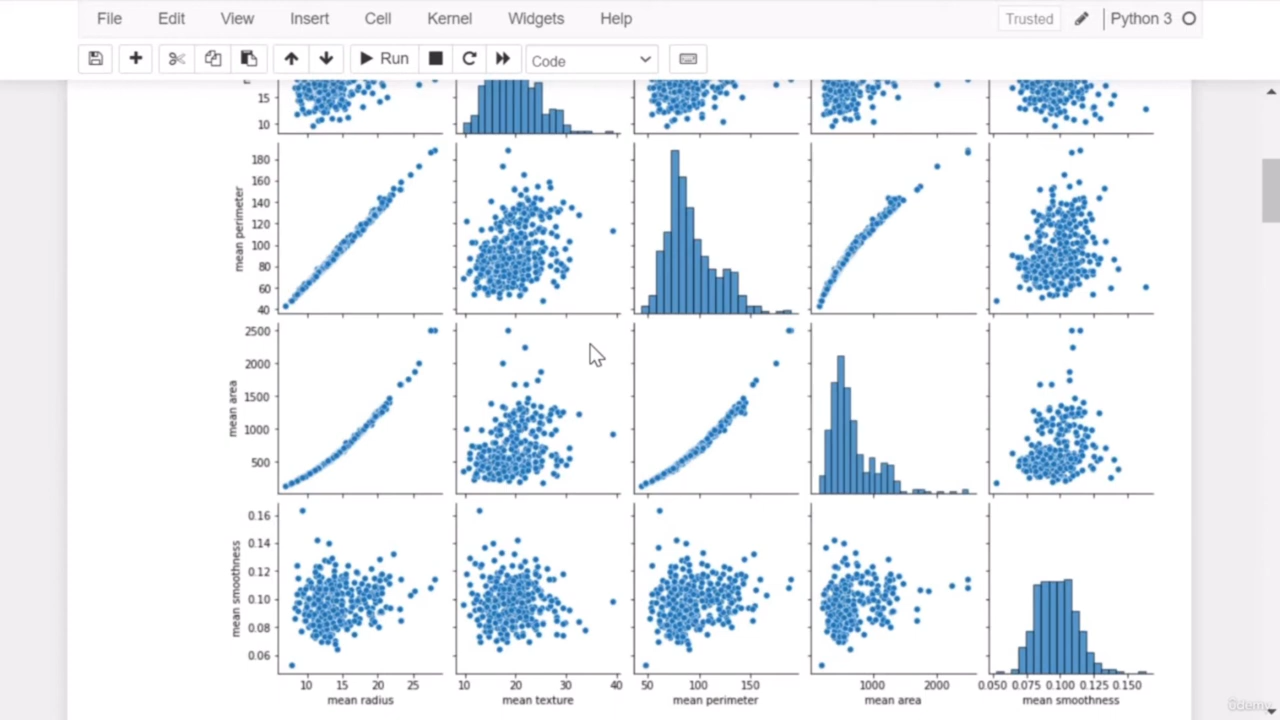 File Edit View Insert Cell Kernel Widgets Help Trusted Python 3
Run Code
15
10
180
160
140
120
100
80
60
40
mean perimeter
2500
2000
1500
1000
500
mean area
0.16
0.14
0.12
0.10
0.08
0.06
mean smoothness
10 15 20 25 10 20 30 40 50 100 150 1000 2000 0.050 0.075 0.100 0.125 0.150
mean radius mean texture mean perimeter mean area mean smoothness
ûdemy